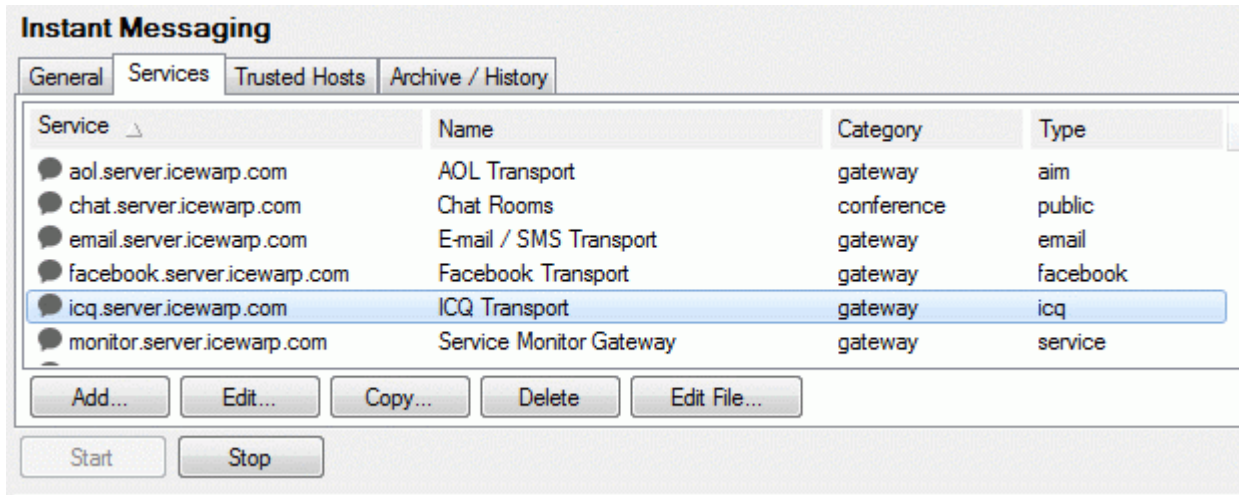 Instant Messaging
General Services Trusted Hosts Archive / History
Service Name Category Type
aol.server.icewarp.com AOL Transport gateway aim
chat.server.icewarp.com Chat Rooms conference public
email.server.icewarp.com E-mail / SMS Transport gateway email
facebook.server.icewarp.com Facebook Transport gateway facebook
icq.server.icewarp.com ICQ Transport gateway icq
monitor.server.icewarp.com Service Monitor Gateway gateway service
Add... Edit... Copy... Delete Edit File...
Start Stop